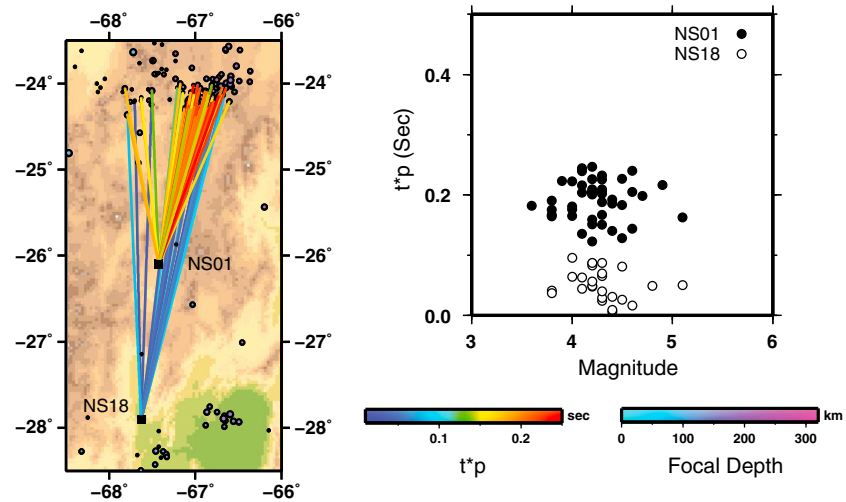 −68˚ −67˚ −66˚
−24˚ −24˚
−25˚ −25˚
−26˚ −26˚
−27˚ −27˚
−28˚ −28˚
−68˚ −67˚ −66˚
NS01
NS18
NS01
NS18
t*p (Sec)
0.4
0.2
0.0
3 4 5 6
Magnitude
sec
0.1 0.2
t*p
km
0 100 200 300
Focal Depth